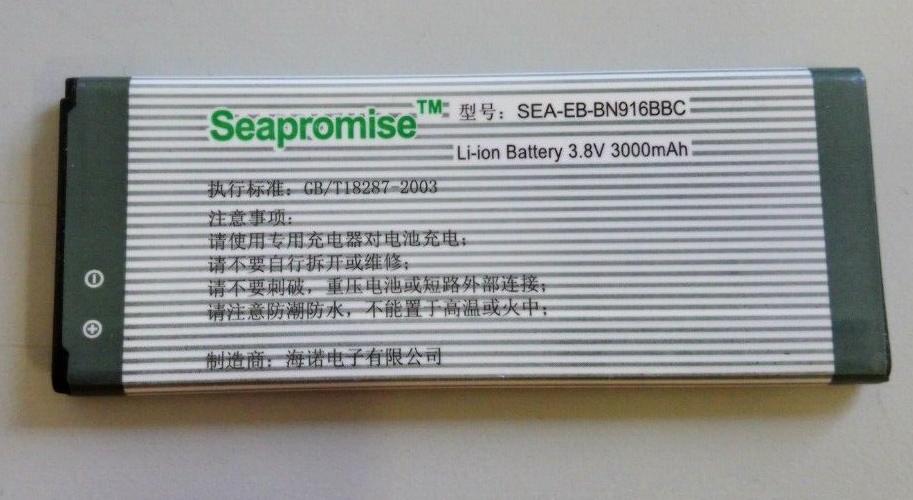 Seapromise™ 型号：SEA-EB-BN916BBC
Li-ion Battery 3.8V 3000mAh
执行标准：GB/T18287-2003
注意事项：
请使用专用充电器对电池充电；
请不要自行拆开或维修；
请不要刺破，重压电池或短路外部连接；
请注意防潮防水，不能置于高温或火中；
制造商：海诺电子有限公司